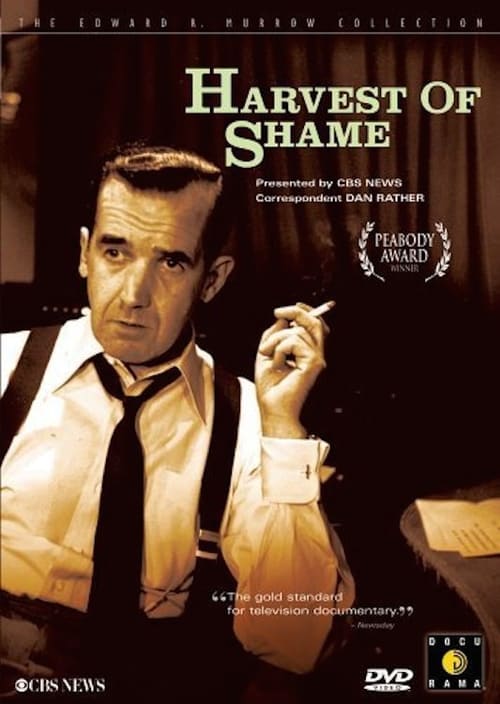 THE EDWARD R. MURROW COLLECTION
HARVEST OF
SHAME
Presented by CBS NEWS
Correspondent DAN RATHER
PEABODY
AWARD
WINNER
“The gold standard
for television documentary.”
– Newsday
CBS NEWS
DVD
VIDEO
DOCU
RAMA